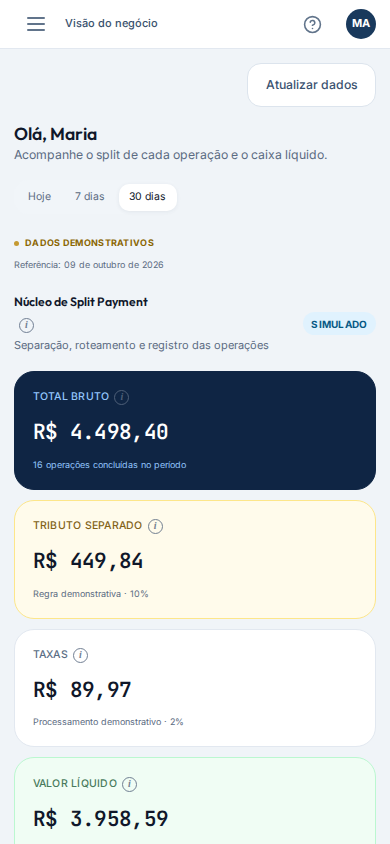 Visão do negócio
MA
Atualizar dados
Olá, Maria
Acompanhe o split de cada operação e o caixa líquido.
Hoje 7 dias 30 dias
DADOS DEMONSTRATIVOS
Referência: 09 de outubro de 2026
Núcleo de Split Payment
i
SIMULADO
Separação, roteamento e registro das operações
TOTAL BRUTO i
R$ 4.498,40
16 operações concluídas no período
TRIBUTO SEPARADO i
R$ 449,84
Regra demonstrativa · 10%
TAXAS i
R$ 89,97
Processamento demonstrativo · 2%
VALOR LÍQUIDO i
R$ 3.958,59